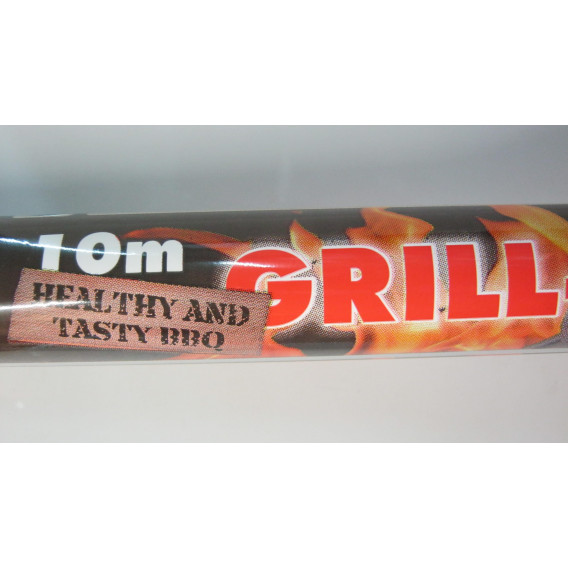 10m
HEALTHY AND
TASTY BBQ
GRILL-